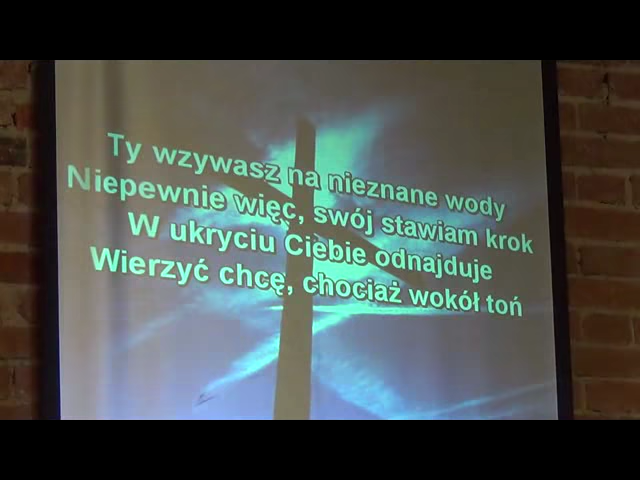 Ty wzywasz na nieznane wody
Niepewnie więc, swój stawiam krok
W ukryciu Ciebie odnajduje
Wierzyć chcę, chociaż wokół toń